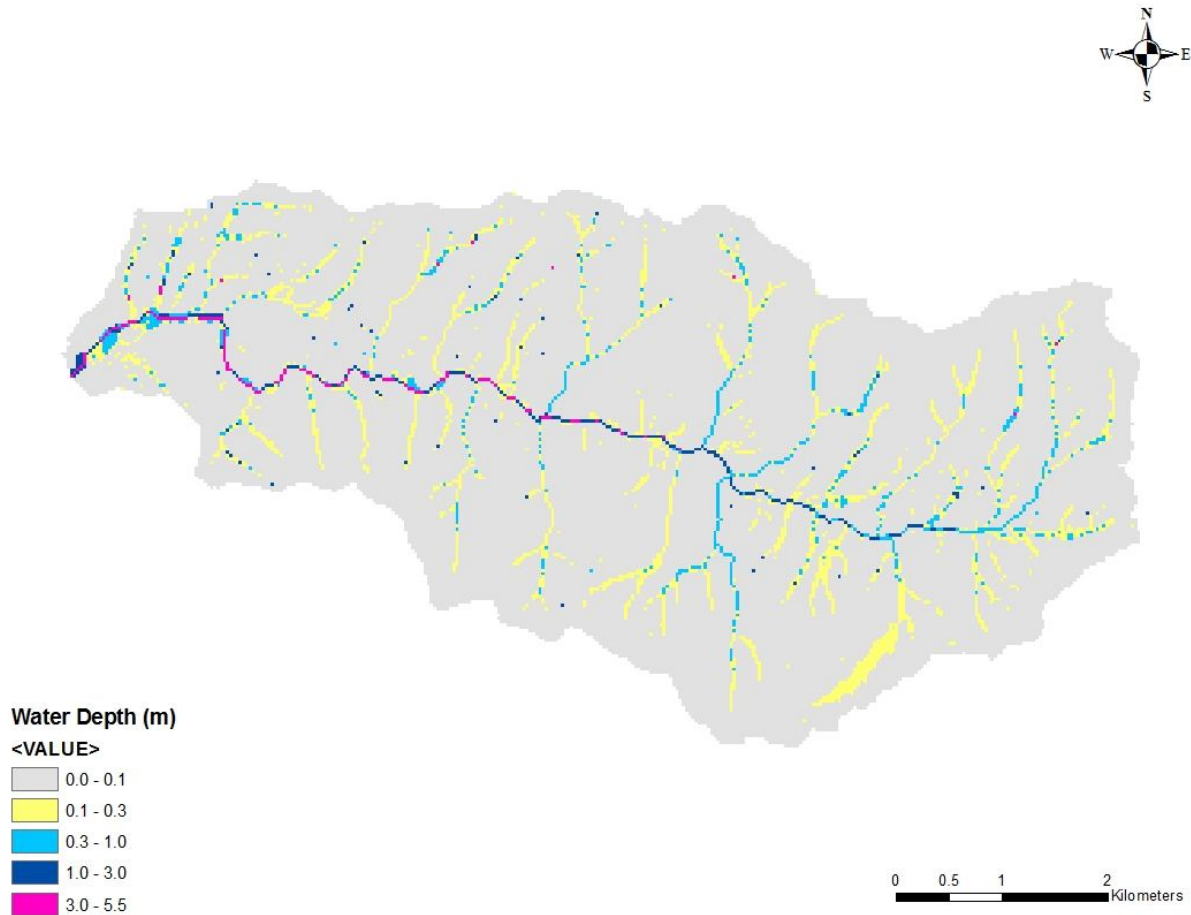 N
W E
S
Water Depth (m)
<VALUE>
0.0 - 0.1
0.1 - 0.3
0.3 - 1.0
1.0 - 3.0
3.0 - 5.5
0 0.5 1 2
Kilometers